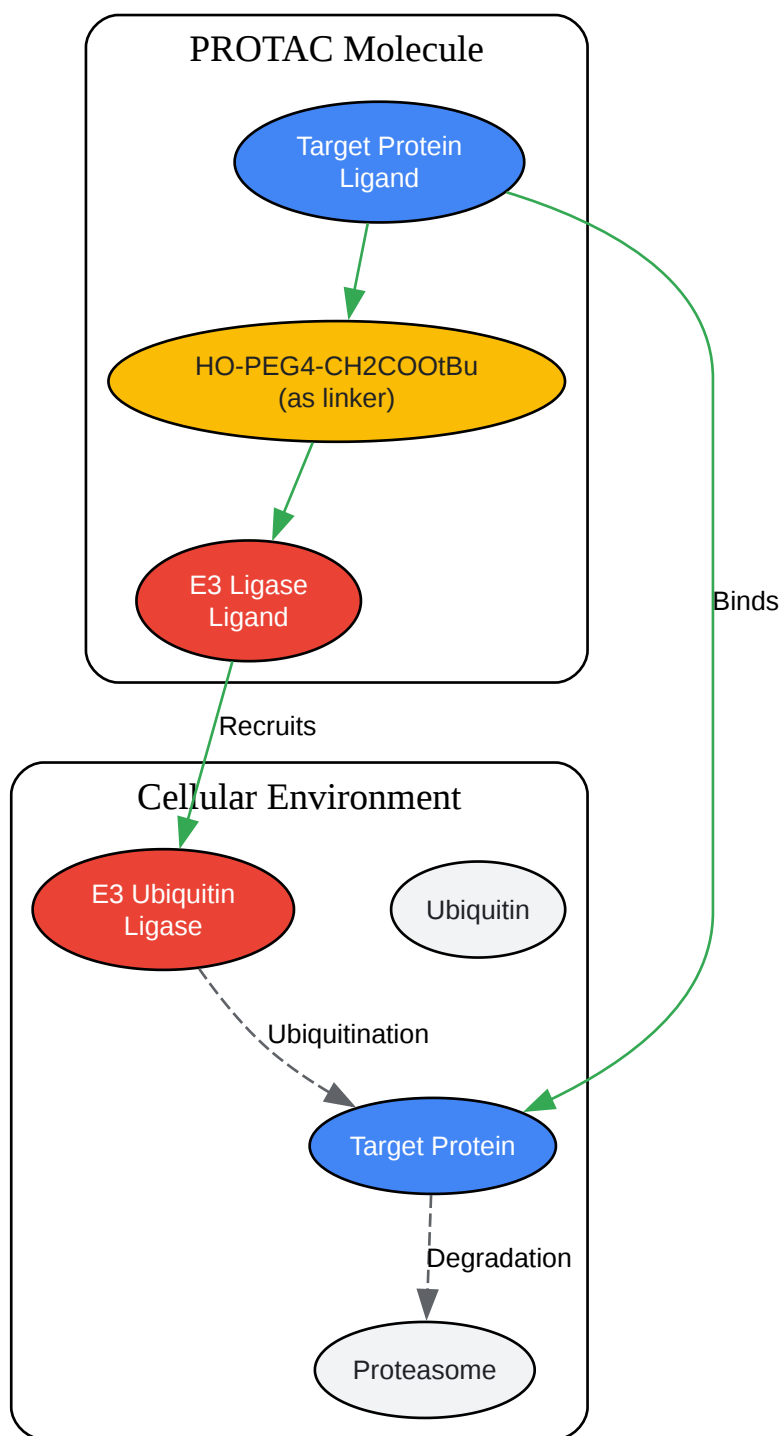 PROTAC Molecule
Target Protein
Ligand
HO-PEG4-CH2COOtBu
(as linker)
E3 Ligase
Ligand
Binds
Recruits
Cellular Environment
E3 Ubiquitin
Ligase
Ubiquitin
Ubiquitination
Target Protein
Degradation
Proteasome